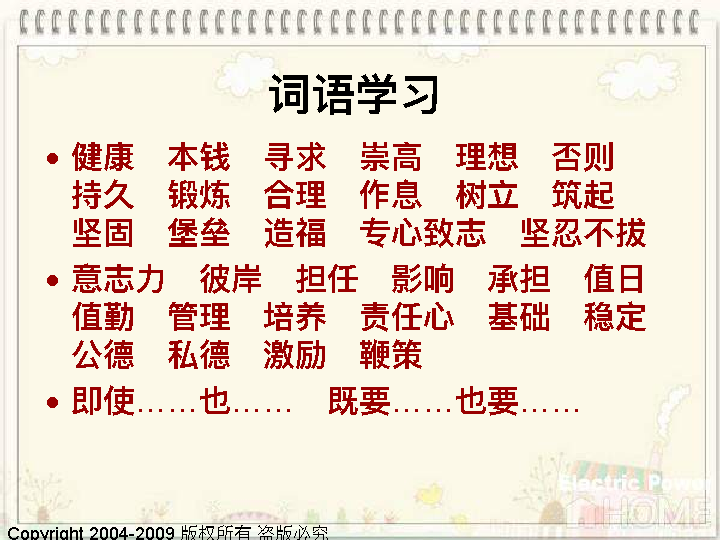 词语学习
• 健康 本钱 寻求 崇高 理想 否则
持久 锻炼 合理 作息 树立 筑起
坚固 堡垒 造福 专心致志 坚忍不拔
• 意志力 彼岸 担任 影响 承担 值日
值勤 管理 培养 责任心 基础 稳定
公德 私德 激励 鞭策
• 即使……也…… 既要……也要……
Electric Power
HOME
Copyright 2004-2009 版权所有 盗版必究